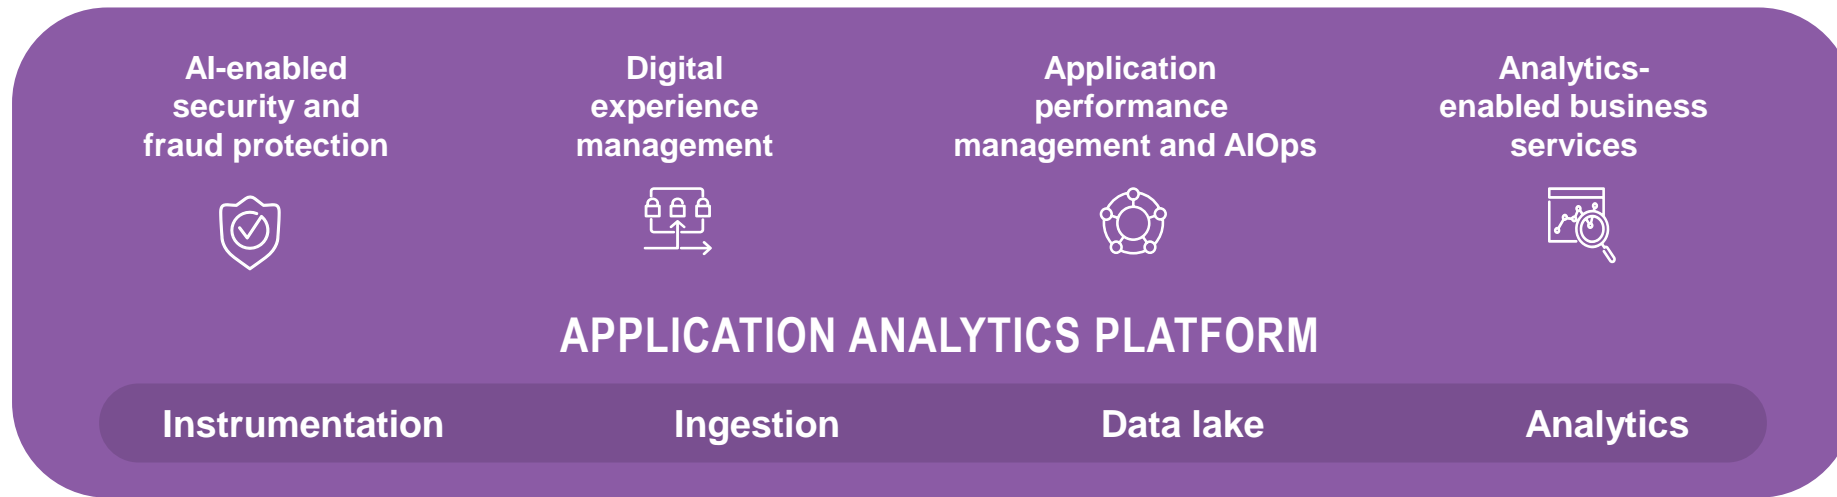 AI-enabled
security and
fraud protection
Digital
experience
management
Application
performance
management and AIOps
Analytics-
enabled business
services
APPLICATION ANALYTICS PLATFORM
Instrumentation
Ingestion
Data lake
Analytics